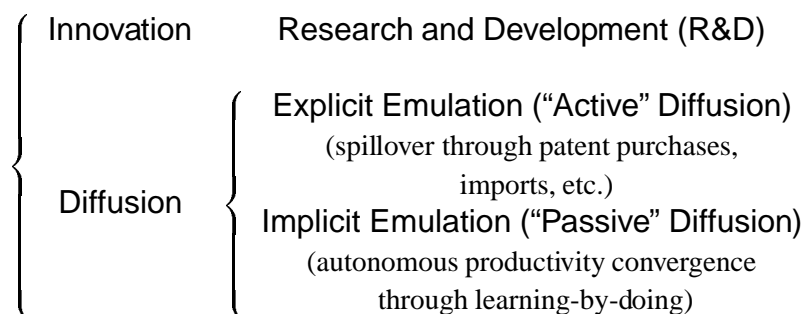 Innovation Research and Development (R&D)
Explicit Emulation (“Active” Diffusion)
(spillover through patent purchases,
imports, etc.)
Diffusion
Implicit Emulation (“Passive” Diffusion)
(autonomous productivity convergence
through learning-by-doing)